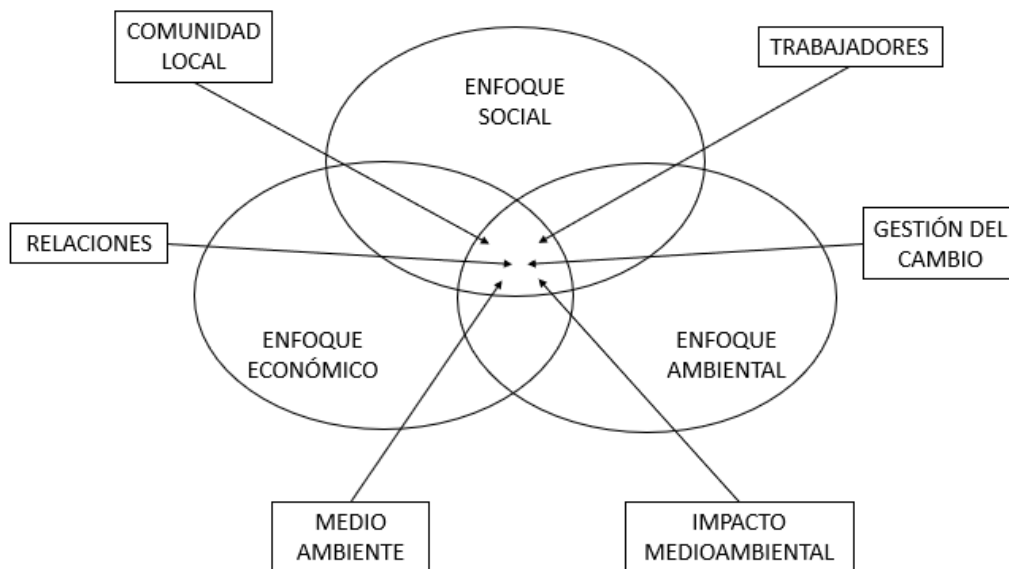 COMUNIDAD
LOCAL
TRABAJADORES
ENFOQUE
SOCIAL
RELACIONES
GESTIÓN DEL
CAMBIO
ENFOQUE
ECONÓMICO
ENFOQUE
AMBIENTAL
MEDIO
AMBIENTE
IMPACTO
MEDIOAMBIENTAL